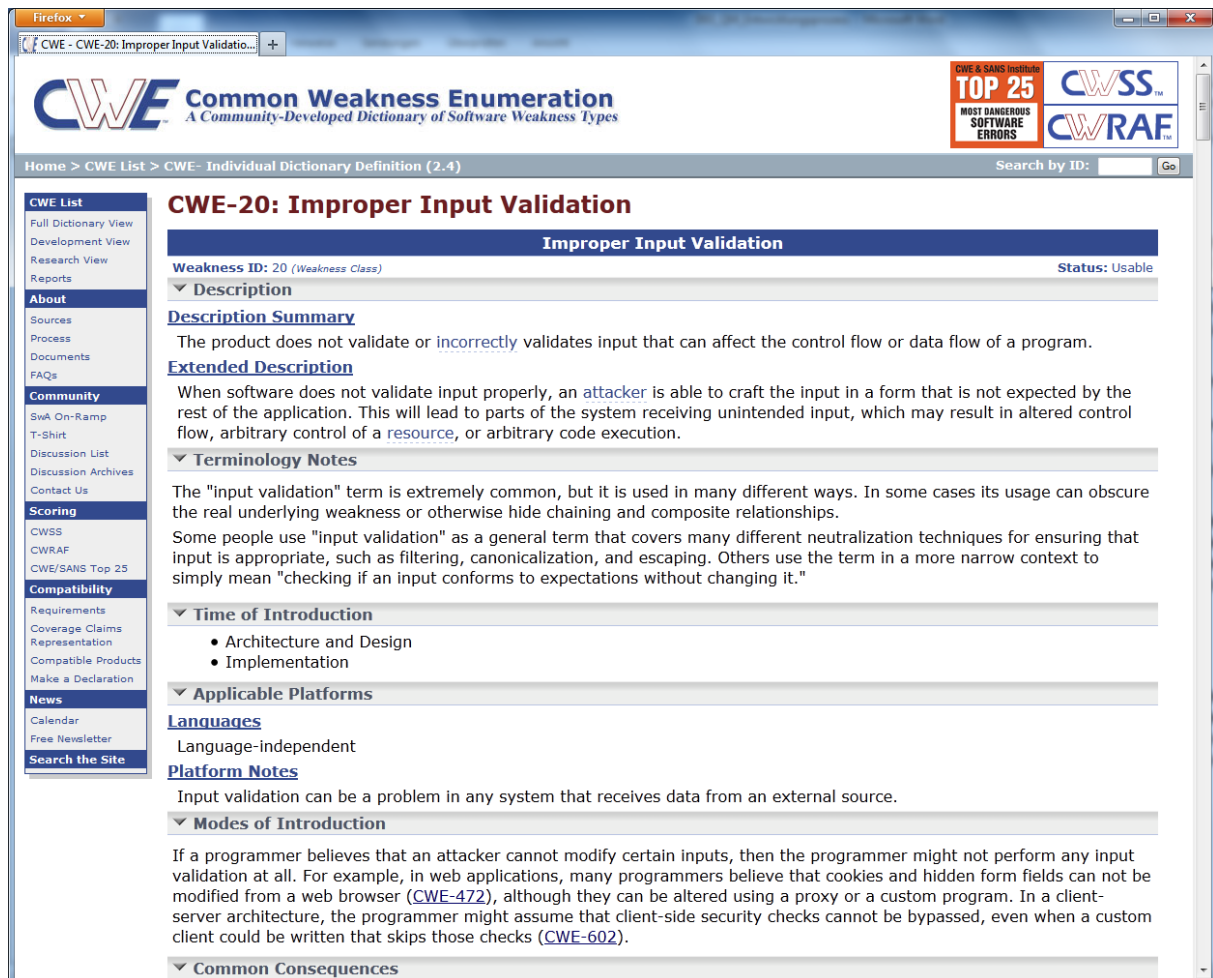 Firefox
CWE - CWE-20: Improper Input Validatio...
CWE
Common Weakness Enumeration
A Community-Developed Dictionary of Software Weakness Types
CWE & SANS Institute
TOP 25
MOST DANGEROUS
SOFTWARE
ERRORS
CWSS™
CWRAF™
Home > CWE List > CWE- Individual Dictionary Definition (2.4)
Search by ID:
Go
CWE List
Full Dictionary View
Development View
Research View
Reports
About
Sources
Process
Documents
FAQs
Community
SwA On-Ramp
T-Shirt
Discussion List
Discussion Archives
Contact Us
Scoring
CWSS
CWRAF
CWE/SANS Top 25
Compatibility
Requirements
Coverage Claims
Representation
Compatible Products
Make a Declaration
News
Calendar
Free Newsletter
Search the Site
CWE-20: Improper Input Validation
Improper Input Validation
Weakness ID: 20 (Weakness Class)
Status: Usable
Description
Description Summary
The product does not validate or incorrectly validates input that can affect the control flow or data flow of a program.
Extended Description
When software does not validate input properly, an attacker is able to craft the input in a form that is not expected by the
rest of the application. This will lead to parts of the system receiving unintended input, which may result in altered control
flow, arbitrary control of a resource, or arbitrary code execution.
Terminology Notes
The "input validation" term is extremely common, but it is used in many different ways. In some cases its usage can obscure
the real underlying weakness or otherwise hide chaining and composite relationships.
Some people use "input validation" as a general term that covers many different neutralization techniques for ensuring that
input is appropriate, such as filtering, canonicalization, and escaping. Others use the term in a more narrow context to
simply mean "checking if an input conforms to expectations without changing it."
Time of Introduction
• Architecture and Design
• Implementation
Applicable Platforms
Languages
Language-independent
Platform Notes
Input validation can be a problem in any system that receives data from an external source.
Modes of Introduction
If a programmer believes that an attacker cannot modify certain inputs, then the programmer might not perform any input
validation at all. For example, in web applications, many programmers believe that cookies and hidden form fields can not be
modified from a web browser (CWE-472), although they can be altered using a proxy or a custom program. In a client-
server architecture, the programmer might assume that client-side security checks cannot be bypassed, even when a custom
client could be written that skips those checks (CWE-602).
Common Consequences